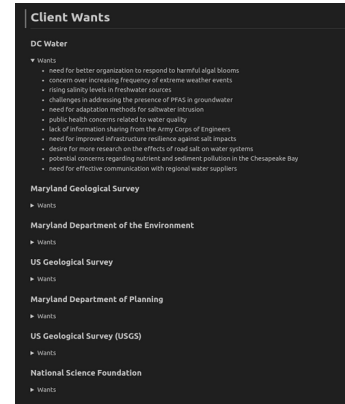 Client Wants
DC Water
▼ Wants
• need for better organization to respond to harmful algal blooms
• concern over increasing frequency of extreme weather events
• rising salinity levels in freshwater sources
• challenges in addressing the presence of PFAS in groundwater
• need for adaptation methods for saltwater intrusion
• public health concerns related to water quality
• lack of information sharing from the Army Corps of Engineers
• need for improved infrastructure resilience against salt impacts
• desire for more research on the effects of road salt on water systems
• potential concerns regarding nutrient and sediment pollution in the Chesapeake Bay
• need for effective communication with regional water suppliers
Maryland Geological Survey
► Wants
Maryland Department of the Environment
► Wants
US Geological Survey
► Wants
Maryland Department of Planning
► Wants
US Geological Survey (USGS)
► Wants
National Science Foundation
► Wants